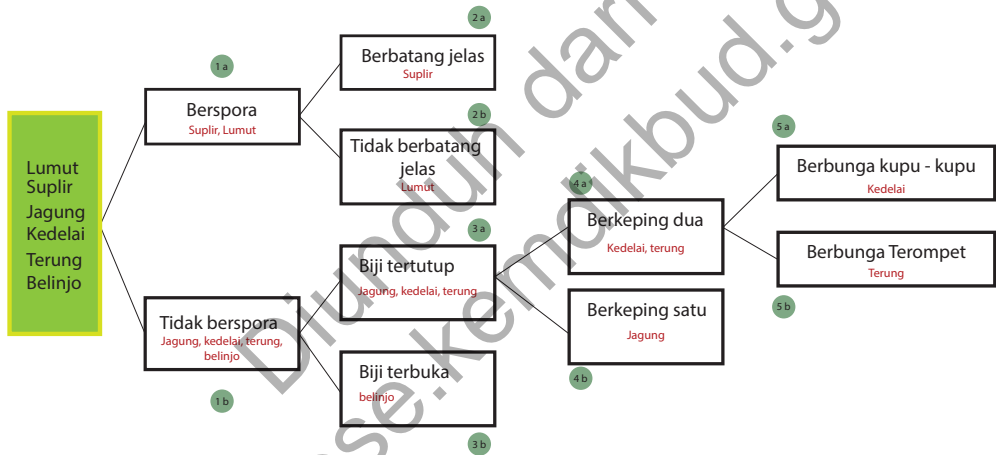 Lumut
Suplir
Jagung
Kedelai
Terung
Belinjo
1 a
Berspora
Suplir, Lumut
Tidak berspora
Jagung, kedelai, terung,
belinjo
1 b
2 a
Berbatang jelas
Suplir
2 b
Tidak berbatang
jelas
Lumut
3 a
Biji tertutup
Jagung, kedelai, terung
Biji terbuka
belinjo
3 b
4 a
Berkeping dua
Kedelai, terung
Berkeping satu
Jagung
4 b
5 a
Berbunga kupu - kupu
Kedelai
Berbunga Terompet
Terung
5 b
Diunduh dari
bse.kemdikbud.g